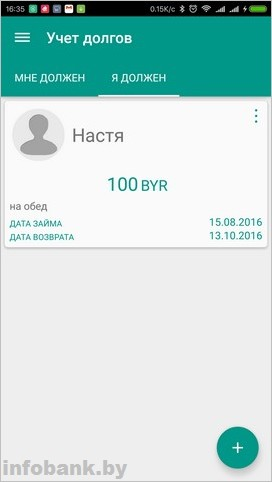 16:35
0.15K/s
Учет долгов
МНЕ ДОЛЖЕН Я ДОЛЖЕН
Настя
100 BYR
на обед
ДАТА ЗАЙМА 15.08.2016
ДАТА ВОЗВРАТА 13.10.2016
infobank.by